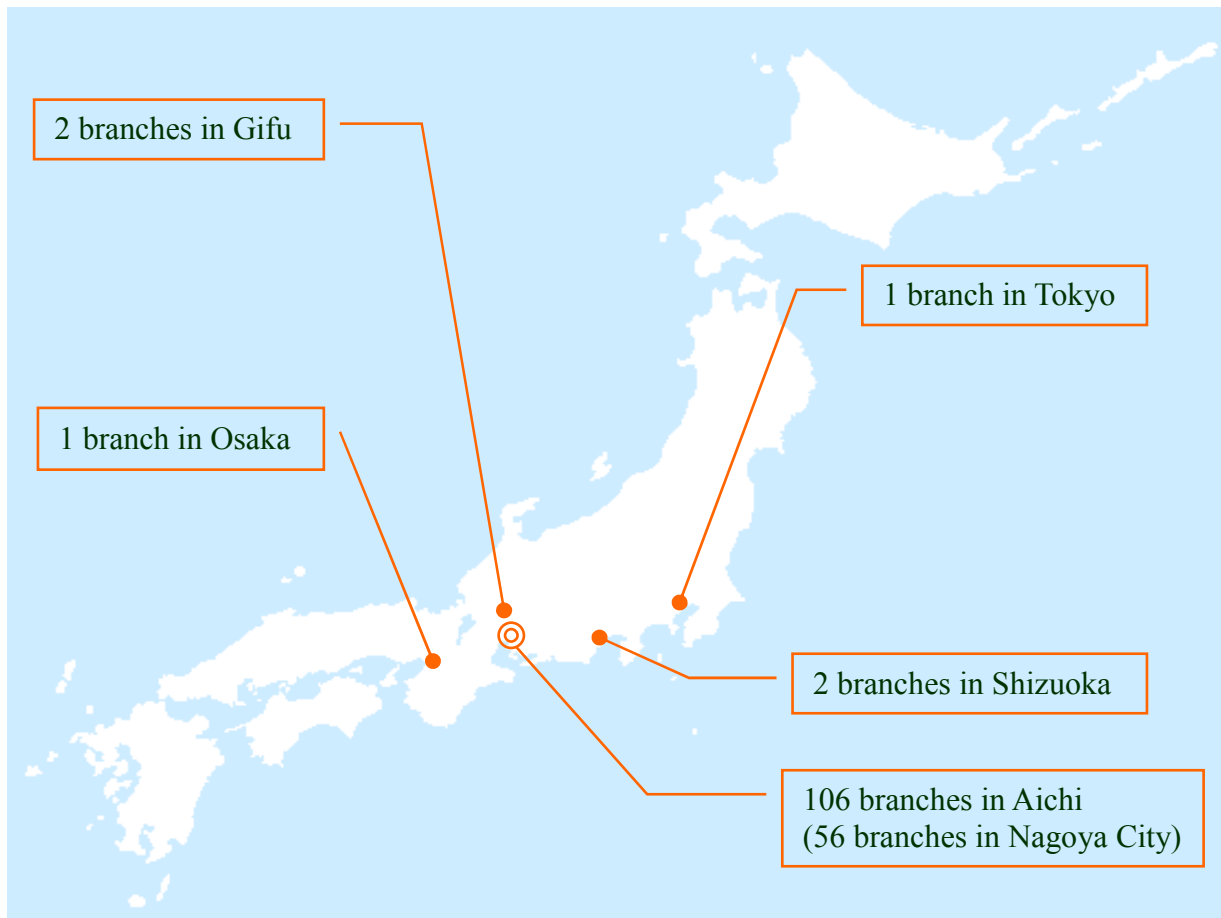 2 branches in Gifu
1 branch in Tokyo
1 branch in Osaka
2 branches in Shizuoka
106 branches in Aichi
(56 branches in Nagoya City)